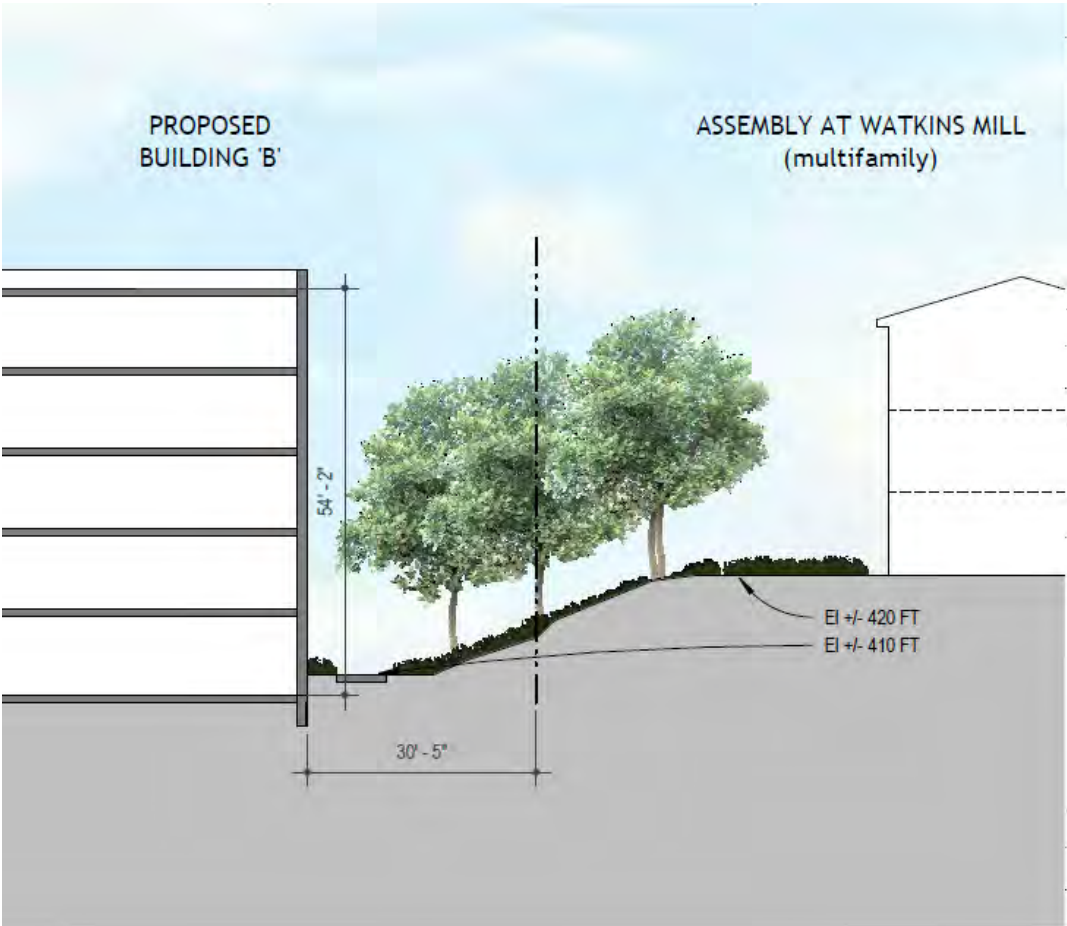 PROPOSED
BUILDING 'B'
ASSEMBLY AT WATKINS MILL
(multifamily)
54' - 2"
El +/- 420 FT
El +/- 410 FT
30' - 5"